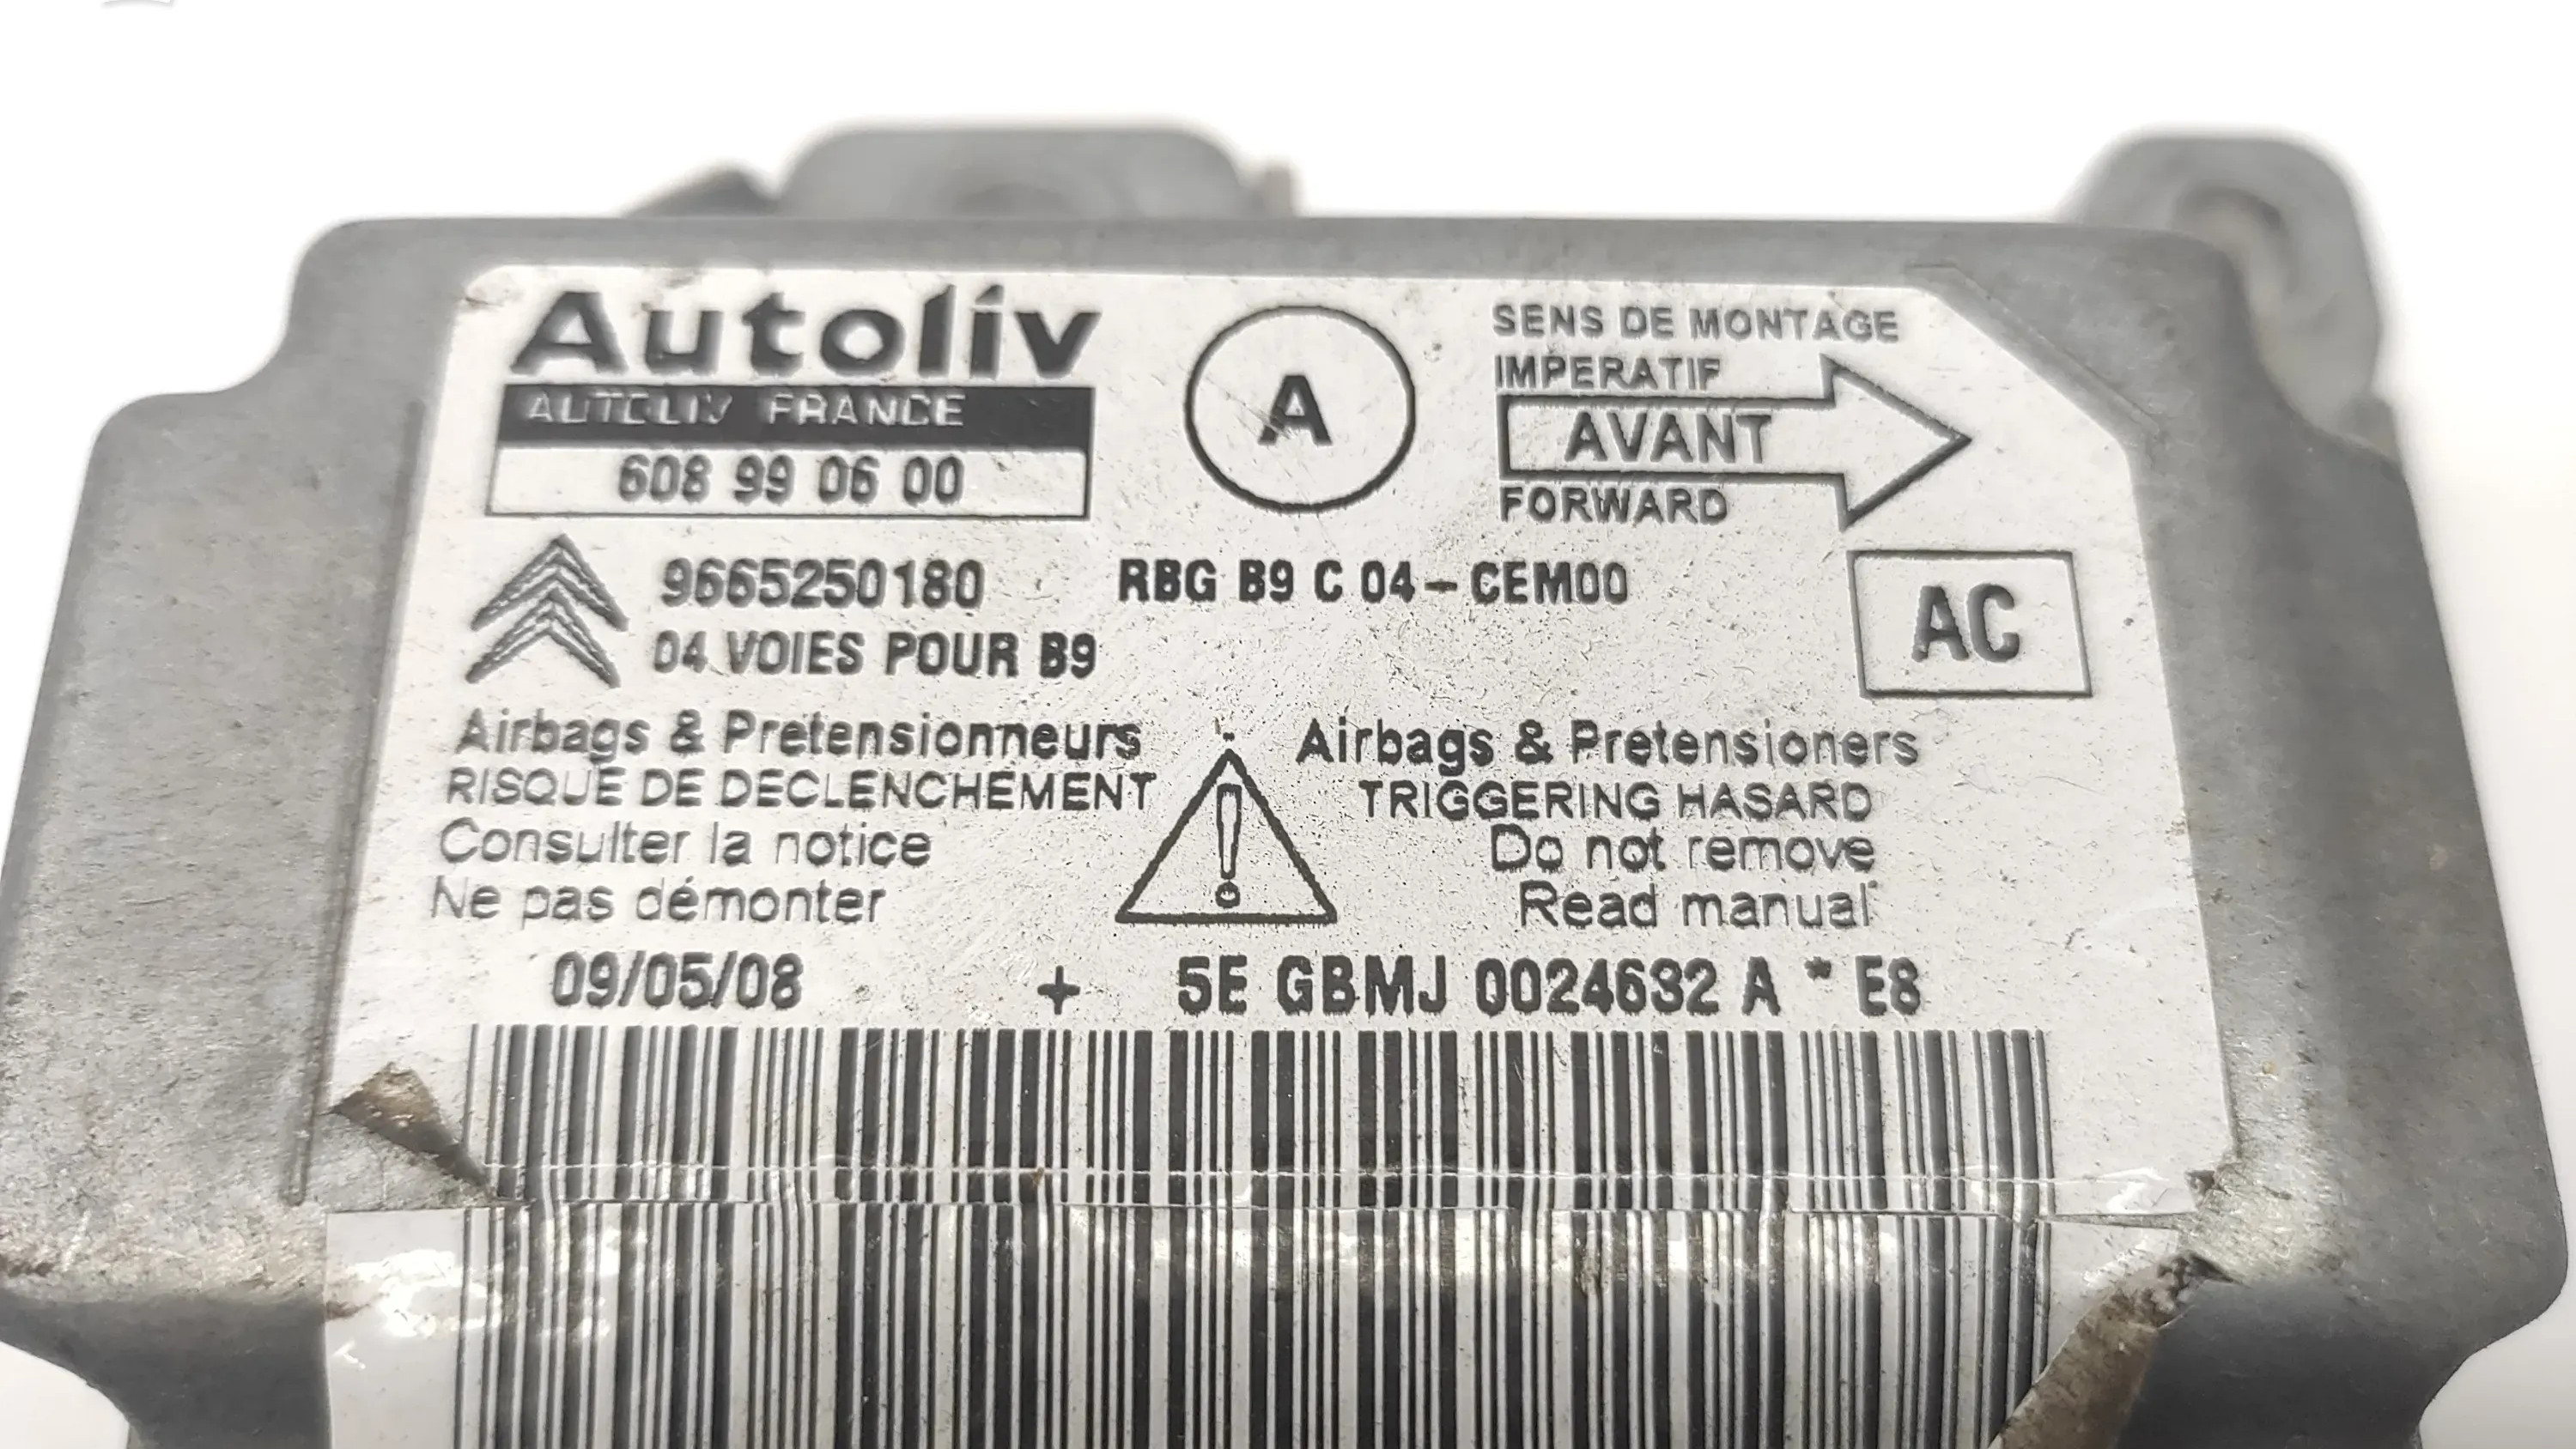 Autoliv
AUTOLIV FRANCE
608 99 06 00
A
SENS DE MONTAGE
IMPERATIF
AVANT
FORWARD
9665250180
RBG B9 C 04-CEM00
04 VOIES POUR B9
AC
Airbags & Pretensionneurs
RISQUE DE DECLENCHEMENT
Consulter la notice
Ne pas démonter
Airbags & Pretensioners
TRIGGERING HASARD
Do not remove
Read manual
09/05/08 + 5E GBMJ 0024632 A * E8